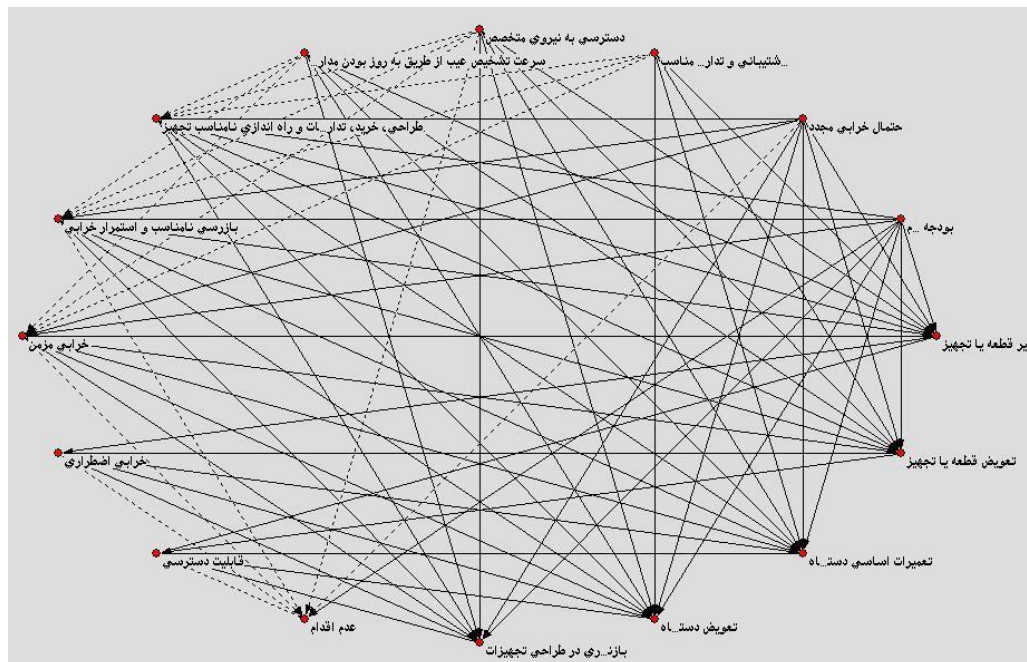 دسترسي به نيروي متخصص
سرعت تشخيص عيب از طريق به روز بودن مدار...
...شتيباني و تدار... مناسب
طراحي، خريد، تدار...ات و راه اندازي نامناسب تجهيز
حتمال خرابي مجدد
بازرسي نامناسب و استمرار خرابي
بودجه ...م
خرابي مزمن
ير قطعه يا تجهيز
خرابي اضطراري
تعويض قطعه يا تجهيز
قابليت دسترسي
تعميرات اساسي دست...اه
عدم اقدام
تعويض دست...اه
بازن...ري در طراحي تجهيزات